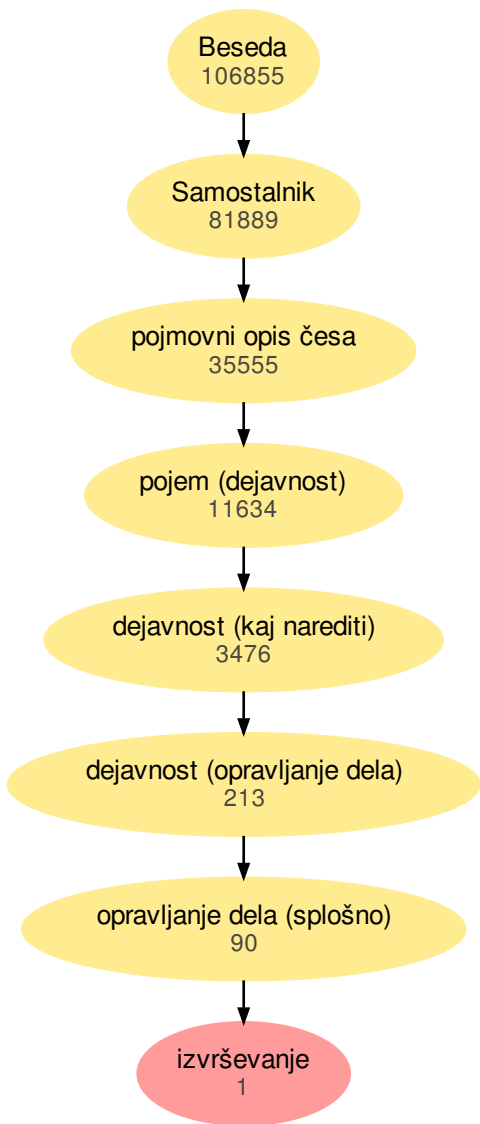 Beseda
106855
Samostalnik
81889
pojmovni opis česa
35555
pojem (dejavnost)
11634
dejavnost (kaj narediti)
3476
dejavnost (opravljanje dela)
213
opravljanje dela (splošno)
90
izvrševanje
1